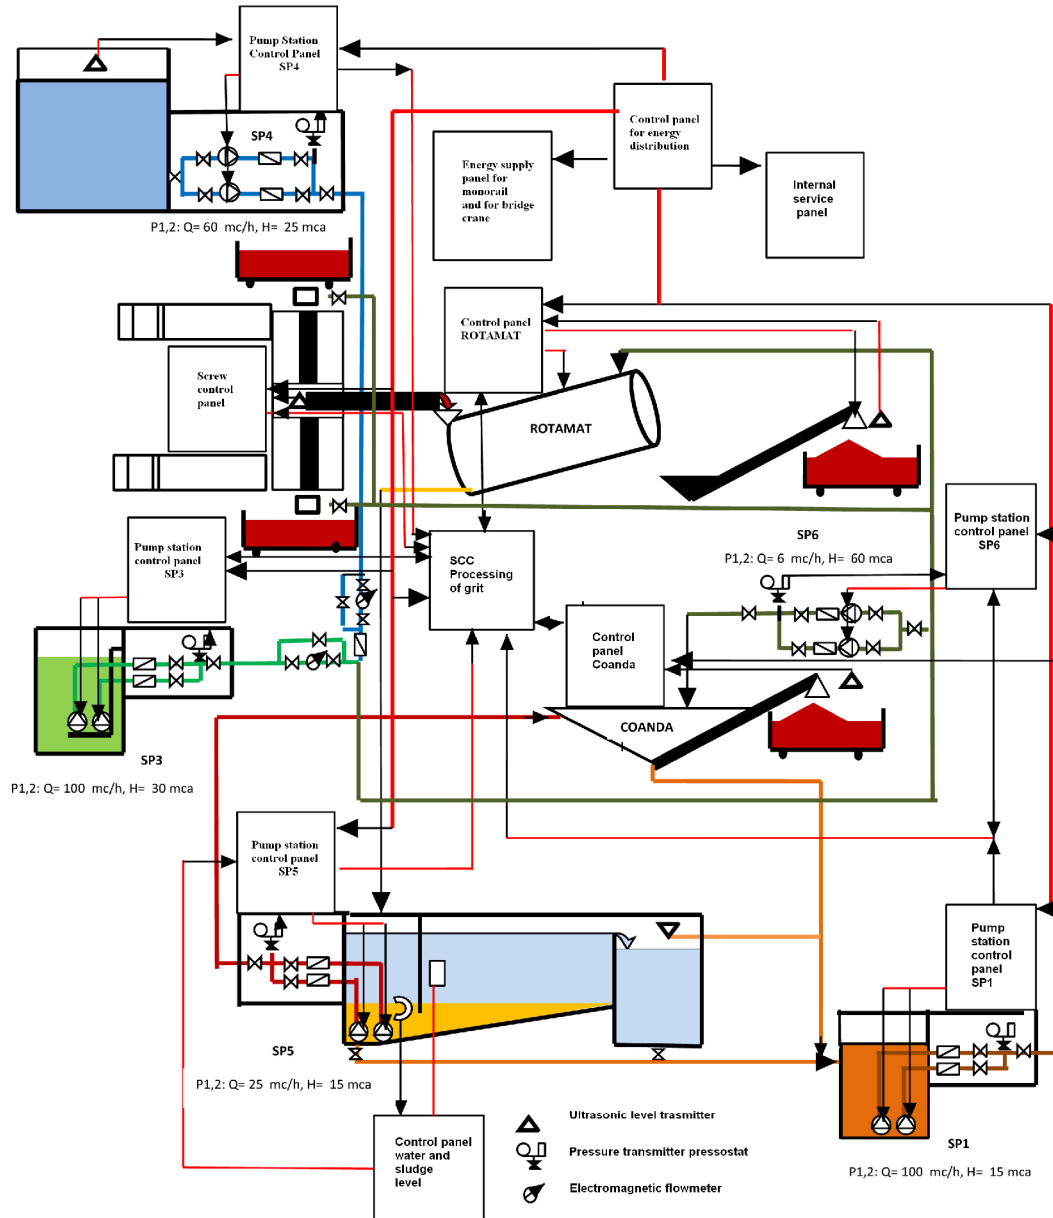 Pump Station
Control Panel
SP4
SP4
Control panel
for energy
distribution
Energy supply
panel for
monorail
and for bridge
crane
Internal
service
panel
P1,2: Q= 60  mc/h, H=  25 mca
Control panel
ROTAMAT
Screw
control
panel
ROTAMAT
Pump station
control panel
SP3
SCC
Processing
of grit
SP6
P1,2: Q= 6  mc/h, H=  60 mca
Pump station
control panel
SP6
Control
panel
Coanda
COANDA
SP3
P1,2: Q= 100  mc/h, H=  30 mca
Pump station
control panel
SP5
Pump
station
control
panel
SP1
SP5
P1,2: Q= 25  mc/h, H=  15 mca
Control panel
water and
sludge
level
Ultrasonic level trasmitter
Pressure transmitter pressostat
Electromagnetic flowmeter
SP1
P1,2: Q= 100  mc/h, H=  15 mca